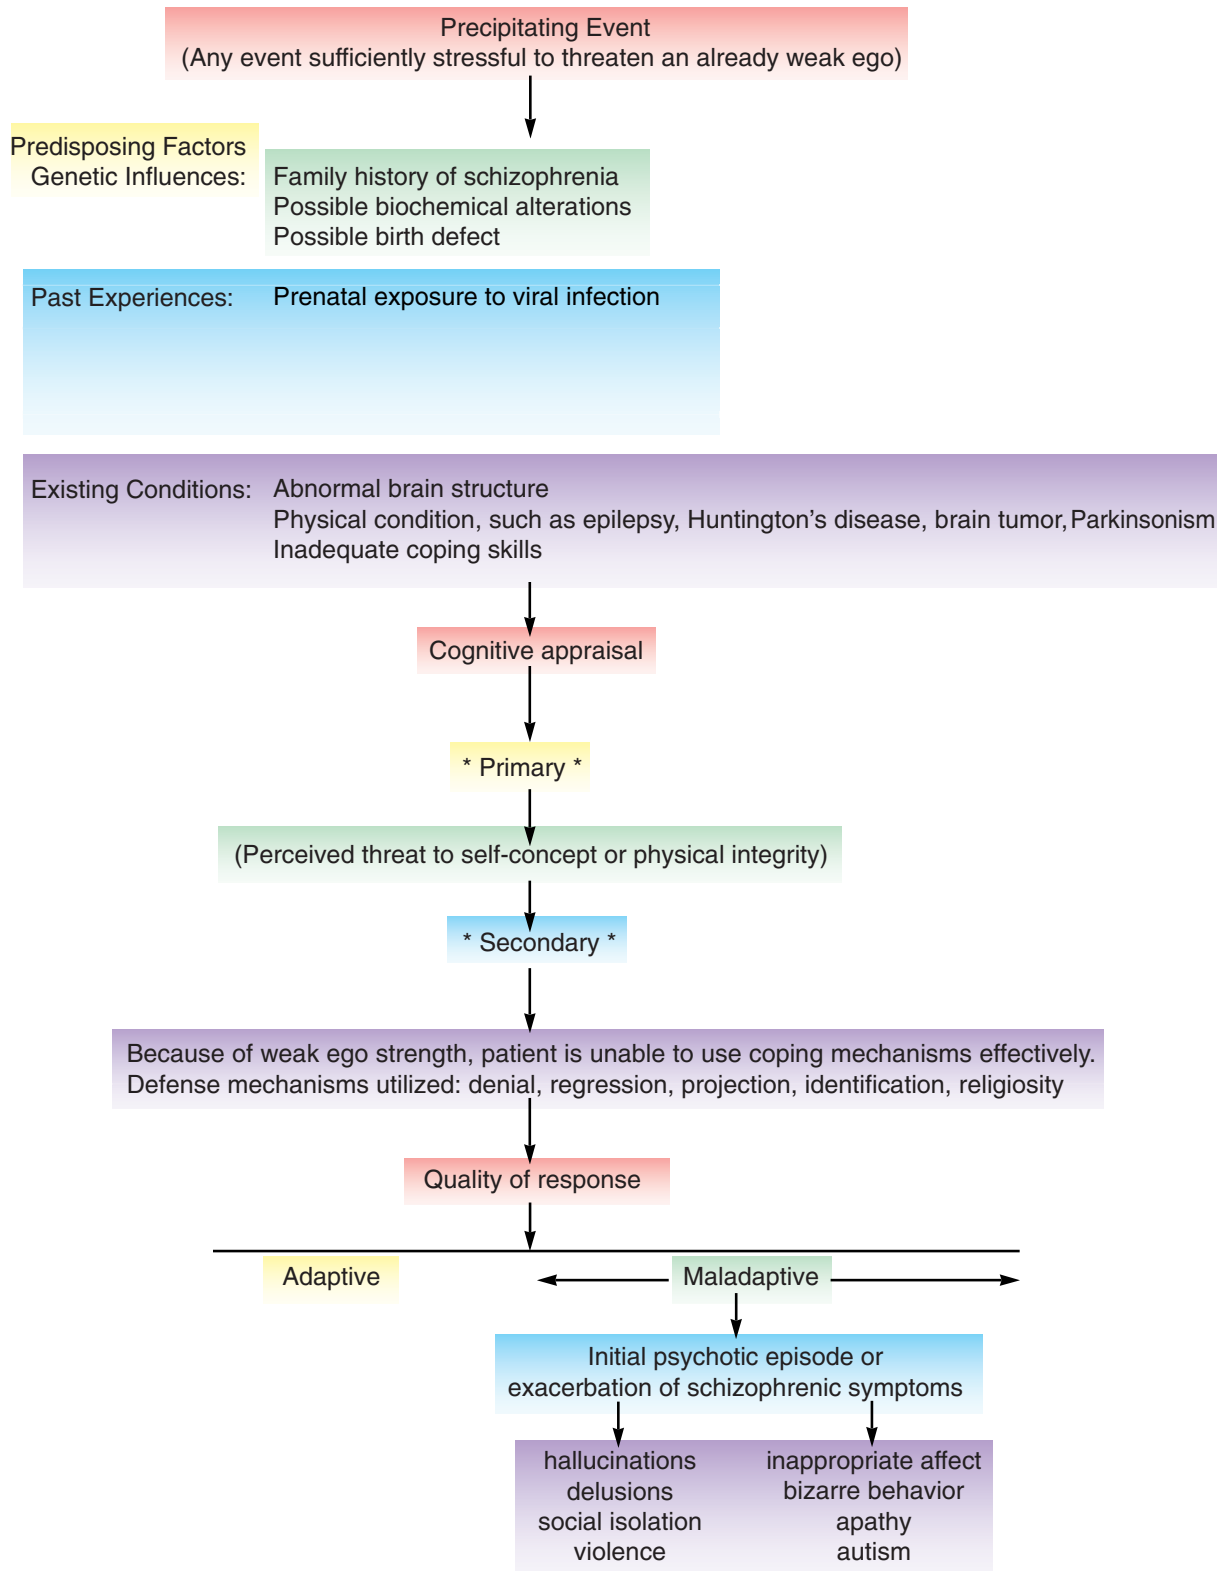 Precipitating Event
(Any event sufficiently stressful to threaten an already weak ego)
Predisposing Factors
Genetic Influences: Family history of schizophrenia
Possible biochemical alterations
Possible birth defect
Past Experiences: Prenatal exposure to viral infection
Existing Conditions: Abnormal brain structure
Physical condition, such as epilepsy, Huntington’s disease, brain tumor, Parkinsonism
Inadequate coping skills
Cognitive appraisal
* Primary *
(Perceived threat to self-concept or physical integrity)
* Secondary *
Because of weak ego strength, patient is unable to use coping mechanisms effectively.
Defense mechanisms utilized: denial, regression, projection, identification, religiosity
Quality of response
Adaptive Maladaptive
Initial psychotic episode or
exacerbation of schizophrenic symptoms
hallucinations inappropriate affect
delusions bizarre behavior
social isolation apathy
violence autism